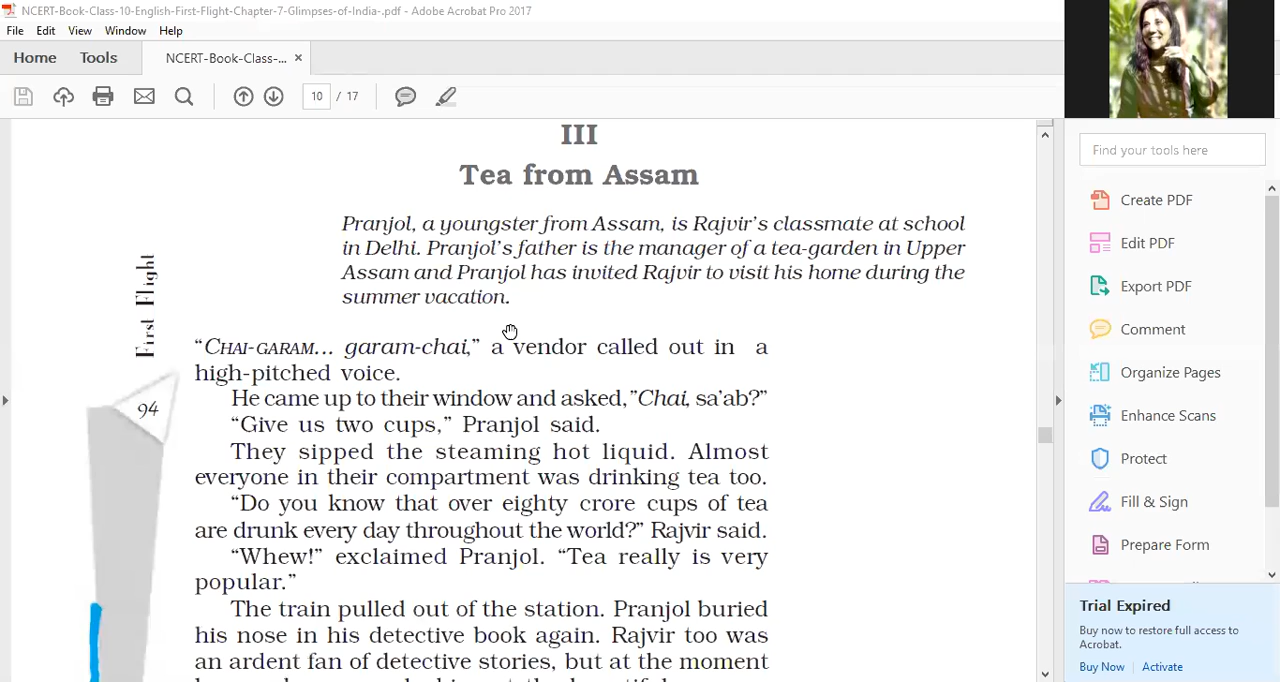 NCERT-Book-Class-10-English-First-Flight-Chapter-7-Glimpses-of-India-.pdf - Adobe Acrobat Pro 2017
File Edit View Window Help
Home Tools NCERT-Book-Class-... ×
10 / 17
Find your tools here
Create PDF
Edit PDF
Export PDF
Comment
Organize Pages
Enhance Scans
Protect
Fill & Sign
Prepare Form
Trial Expired
Buy now to restore full access to
Acrobat.
Buy Now Activate
First Flight
94
III
Tea from Assam
Pranjol, a youngster from Assam, is Rajvir's classmate at school
in Delhi. Pranjol's father is the manager of a tea-garden in Upper
Assam and Pranjol has invited Rajvir to visit his home during the
summer vacation.
“CHAI-GARAM... garam-chai,” a vendor called out in a
high-pitched voice.
He came up to their window and asked,”Chai, sa'ab?”
“Give us two cups,” Pranjol said.
They sipped the steaming hot liquid. Almost
everyone in their compartment was drinking tea too.
“Do you know that over eighty crore cups of tea
are drunk every day throughout the world?” Rajvir said.
“Whew!” exclaimed Pranjol. “Tea really is very
popular.”
The train pulled out of the station. Pranjol buried
his nose in his detective book again. Rajvir too was
an ardent fan of detective stories, but at the moment